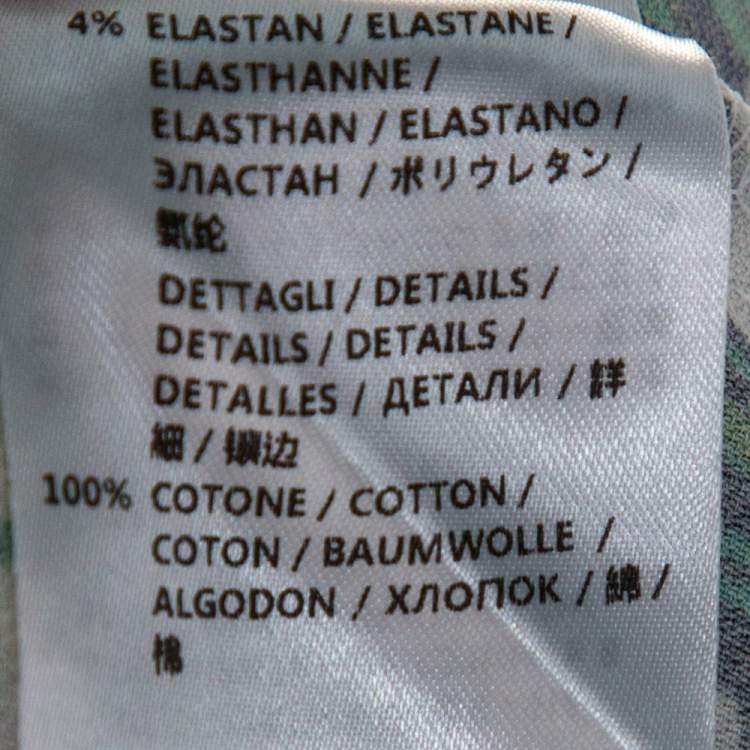 4% ELASTAN / ELASTANE /
ELASTHANNE /
ELASTHAN / ELASTANO /
ЭЛАСТАН / ポリウレタン /
氨纶
DETTAGLI / DETAILS /
DETAILS / DETAILS /
DETALLES / ДЕТАЛИ / 詳
細 / 镶边
100% COTONE / COTTON /
COTON / BAUMWOLLE /
ALGODON / ХЛОПОК / 綿 /
棉